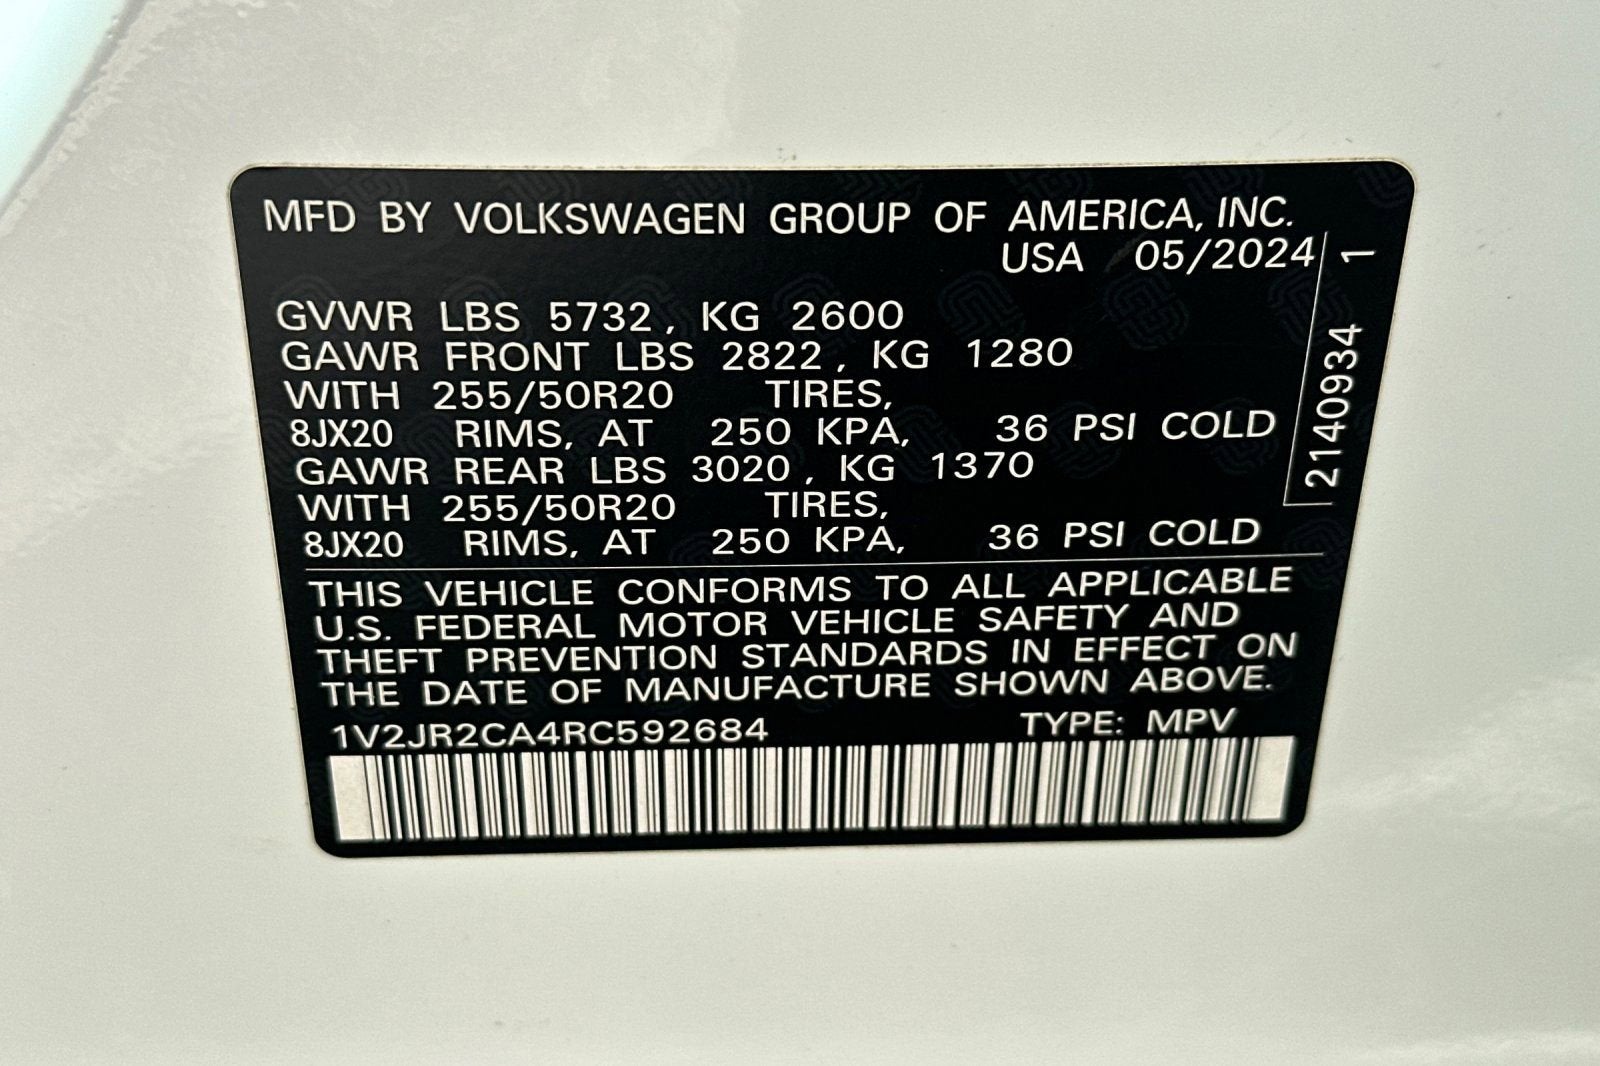 MFD BY VOLKSWAGEN GROUP OF AMERICA, INC.
USA 05/2024
GVWR LBS 5732, KG 2600
GAWR FRONT LBS 2822, KG 1280
WITH 255/50R20 TIRES,
8JX20 RIMS, AT 250 KPA, 36 PSI COLD
GAWR REAR LBS 3020, KG 1370
WITH 255/50R20 TIRES,
8JX20 RIMS, AT 250 KPA, 36 PSI COLD
2140934 1
THIS VEHICLE CONFORMS TO ALL APPLICABLE
U.S. FEDERAL MOTOR VEHICLE SAFETY AND
THEFT PREVENTION STANDARDS IN EFFECT ON
THE DATE OF MANUFACTURE SHOWN ABOVE.
1V2JR2CA4RC592684 TYPE: MPV